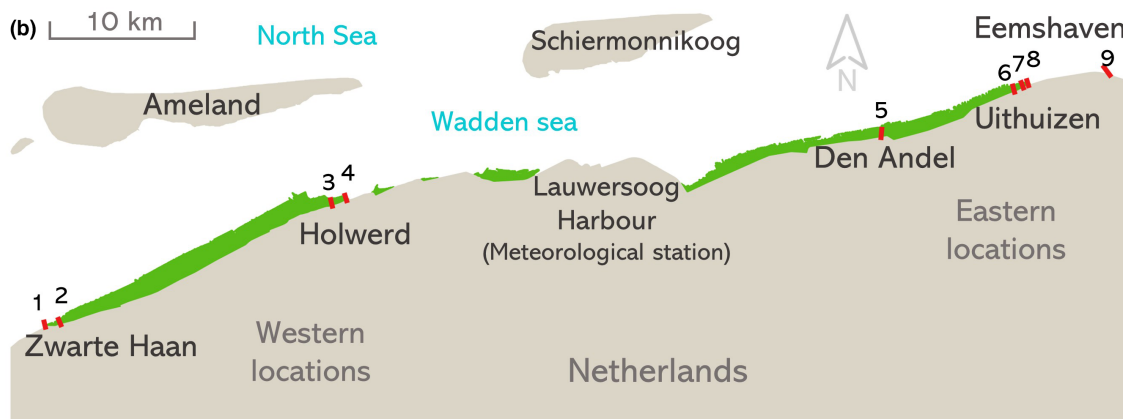 (b)
10 km
North Sea
Schiermonnikoog
Eemshaven
N
Ameland
Wadden sea
6 7 8
9
5
Uithuizen
Den Andel
3 4
Lauwersoog
Harbour
(Meteorological station)
Holwerd
Eastern
locations
1 2
Zwarte Haan
Western
locations
Netherlands